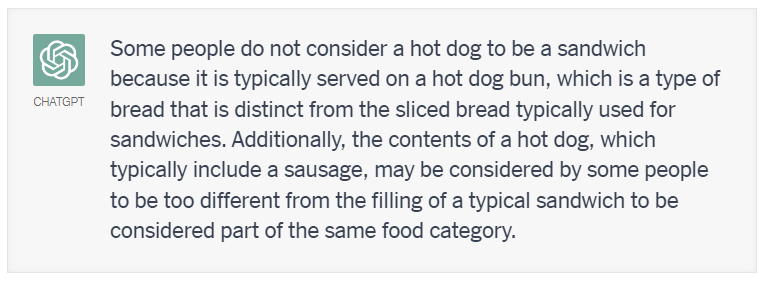 Some people do not consider a hot dog to be a sandwich
because it is typically served on a hot dog bun, which is a type of
bread that is distinct from the sliced bread typically used for
sandwiches. Additionally, the contents of a hot dog, which
typically include a sausage, may be considered by some people
to be too different from the filling of a typical sandwich to be
considered part of the same food category.
CHATGPT